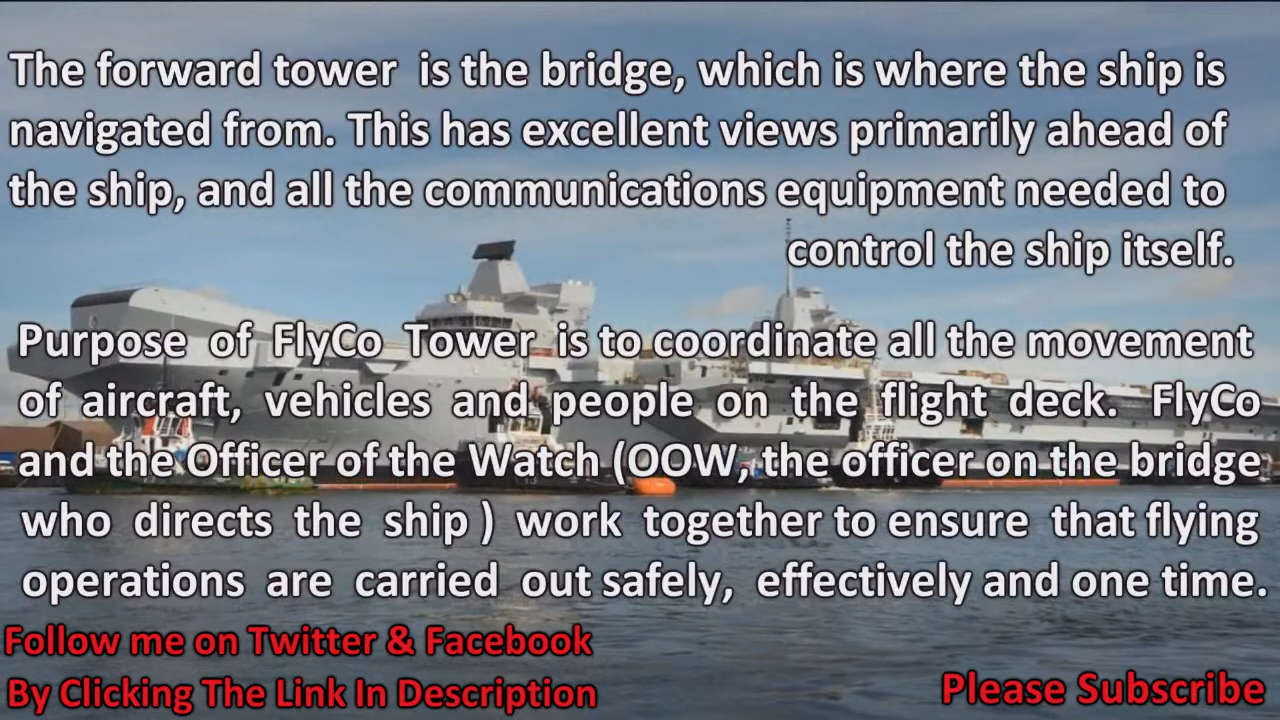 The forward tower is the bridge, which is where the ship is
navigated from. This has excellent views primarily ahead of
the ship, and all the communications equipment needed to
control the ship itself.
Purpose of FlyCo Tower is to coordinate all the movement
of aircraft, vehicles and people on the flight deck. FlyCo
and the Officer of the Watch (OOW, the officer on the bridge
who directs the ship ) work together to ensure that flying
operations are carried out safely, effectively and one time.
Follow me on Twitter & Facebook
By Clicking The Link In Description
Please Subscribe